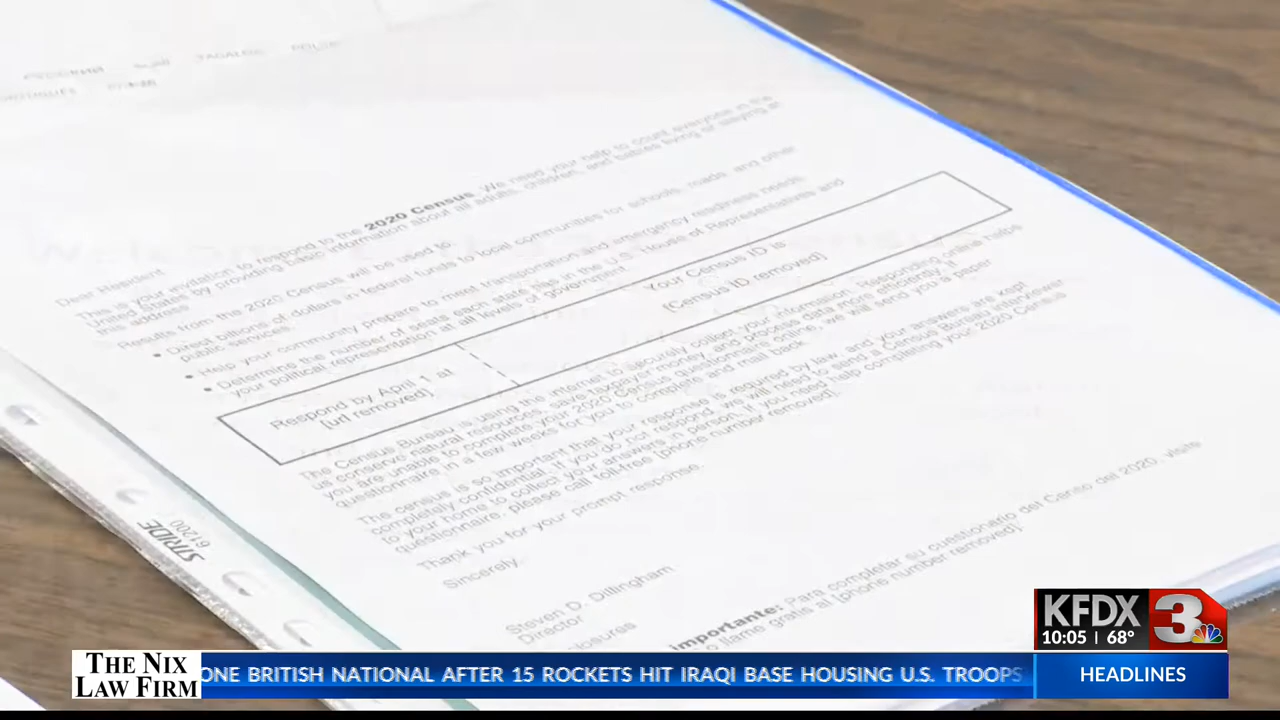 Dear Resident
This is your invitation to respond to the 2020 Census. We need your help to count everyone in the
United States by providing basic information about all adults, children, and babies living or staying at
this address
Results from the 2020 Census will be used to
• Direct billions of dollars in federal funds to local communities for schools, roads, and other
public services.
• Help your community prepare to meet transportation and emergency readiness needs.
• Determine the number of seats each state has in the U.S. House of Representatives and
your political representation at all levels of government.
Respond by April 1 at
[url removed]
Your Census ID is
[Census ID removed]
The Census Bureau is using the internet to securely collect your information. Responding online helps
us conserve natural resources, save taxpayer money, and process data more efficiently. If
you are unable to complete your 2020 Census questionnaire online, we will send you a paper
questionnaire in a few weeks for you to complete and mail back.
The census is so important that your response is required by law, and your answers are kept
completely confidential. If you do not respond, we will need to send a Census Bureau interviewer
to your home to collect your answers in person. If you need help completing your 2020 Census
questionnaire, please call toll-free [phone number removed].
Thank you for your prompt response.
Sincerely,
Steven D. Dillingham
Director
closures
importante: Para completar su cuestionario del Censo del 2020, visite
o llame gratis al [phone number removed].
STRIDE
61200
KFDX 3
10:05 | 68°
THE NIX
LAW FIRM
ONE BRITISH NATIONAL AFTER 15 ROCKETS HIT IRAQI BASE HOUSING U.S. TROOPS
HEADLINES